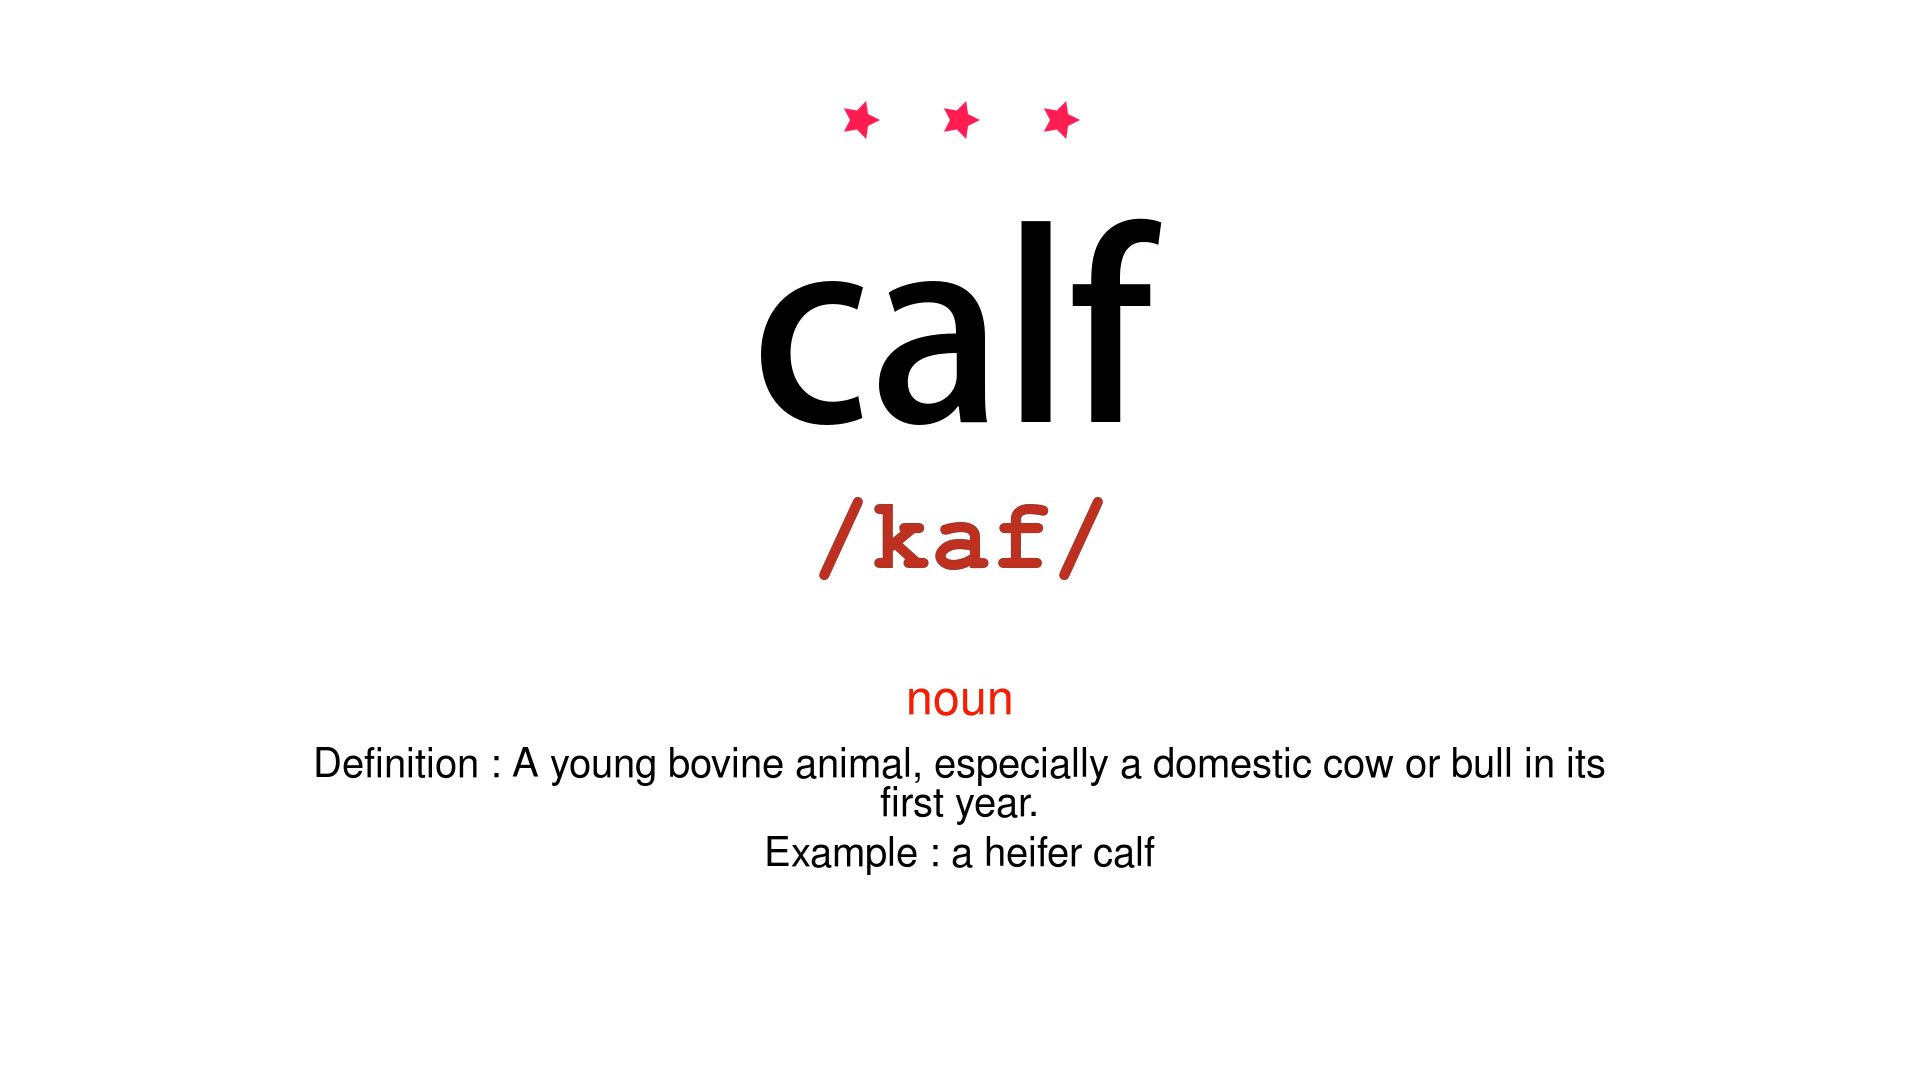 calf
/kaf/
noun
Definition : A young bovine animal, especially a domestic cow or bull in its
first year.
Example : a heifer calf